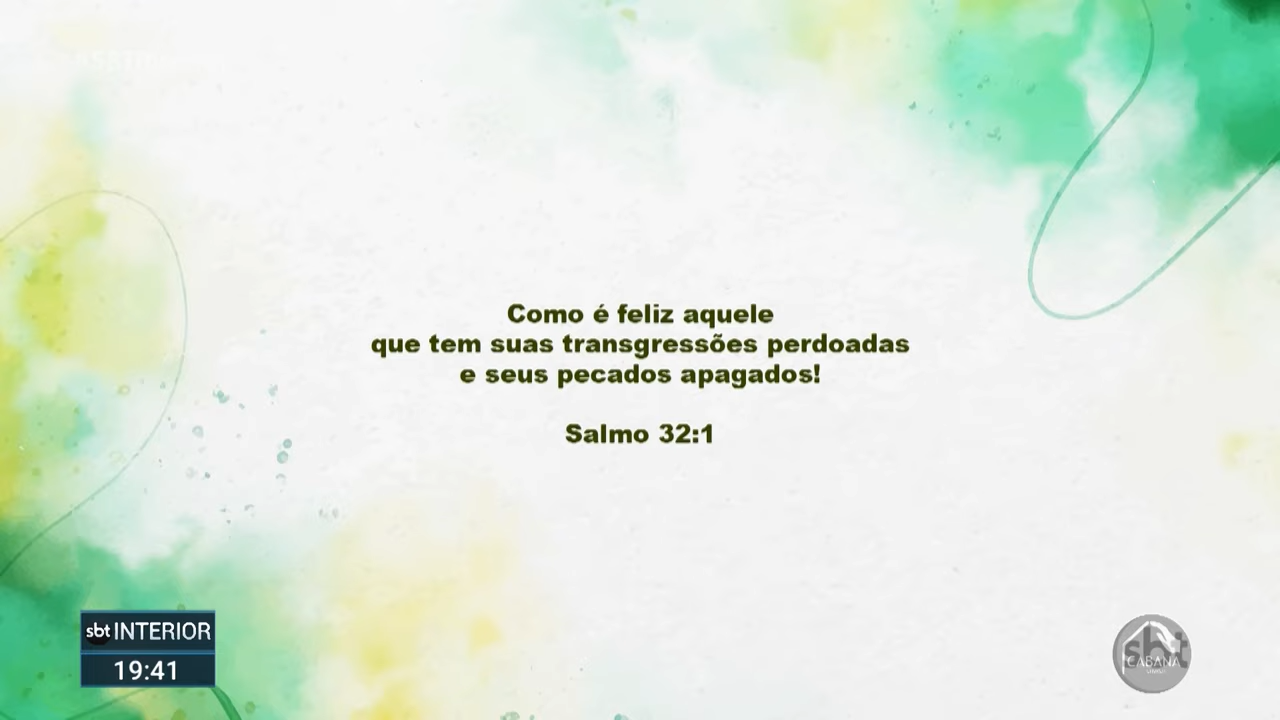 Como é feliz aquele
que tem suas transgressões perdoadas
e seus pecados apagados!
Salmo 32:1
sbt INTERIOR
19:41
sbt
CABANA